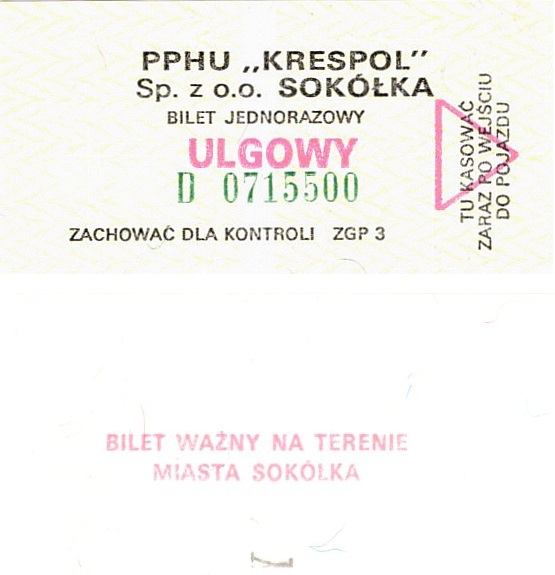 PPHU „KRESPOL”
Sp. z o.o. SOKÓŁKA
BILET JEDNORAZOWY
ULGOWY
D 0715500
ZACHOWAĆ DLA KONTROLI ZGP 3
TU KASOWAĆ
ZARAZ PO WEJŚCIU
DO POJAZDU
BILET WAŻNY NA TERENIE
MIASTA SOKÓŁKA